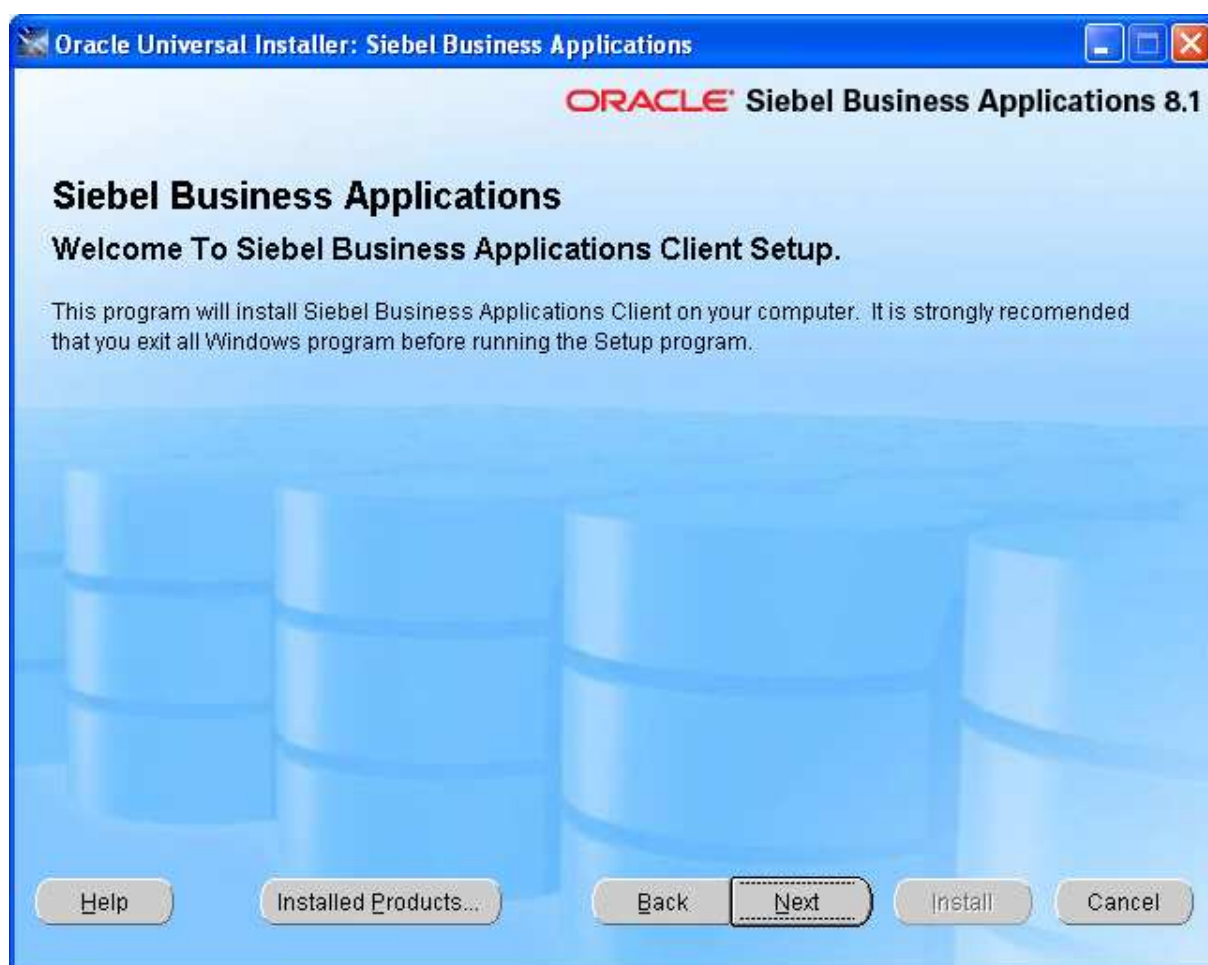 Oracle Universal Installer: Siebel Business Applications
ORACLE® Siebel Business Applications 8.1
Siebel Business Applications
Welcome To Siebel Business Applications Client Setup.
This program will install Siebel Business Applications Client on your computer.  It is strongly recomended
that you exit all Windows program before running the Setup program.
Help Installed Products... Back Next Install Cancel